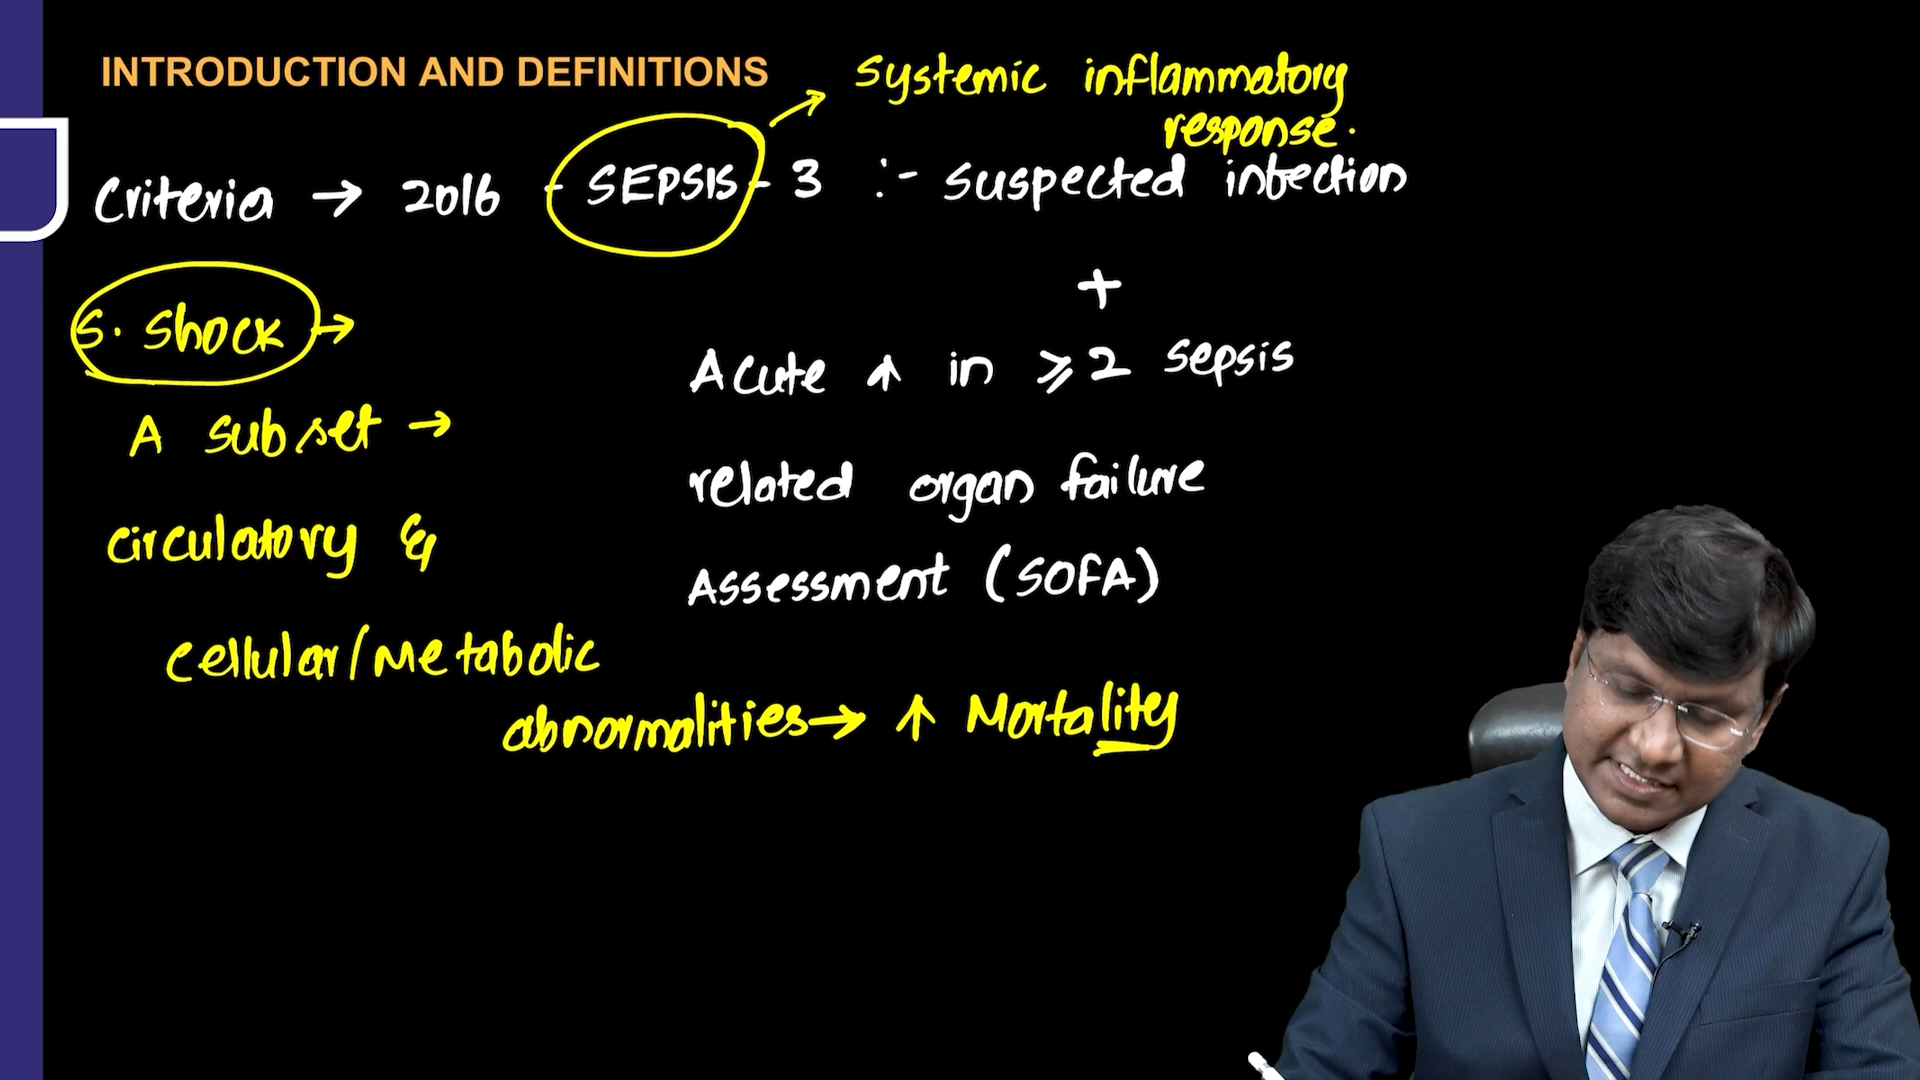 INTRODUCTION AND DEFINITIONS
Systemic inflammatory
response.
Criteria → 2016 - SEPSIS - 3 :- suspected infection
+
S. Shock →
Acute ↑ in ≥ 2 sepsis
A subset →
related organ failure
circulatory &
Assessment (SOFA)
cellular/Metabolic
abnormalities → ↑ Mortality